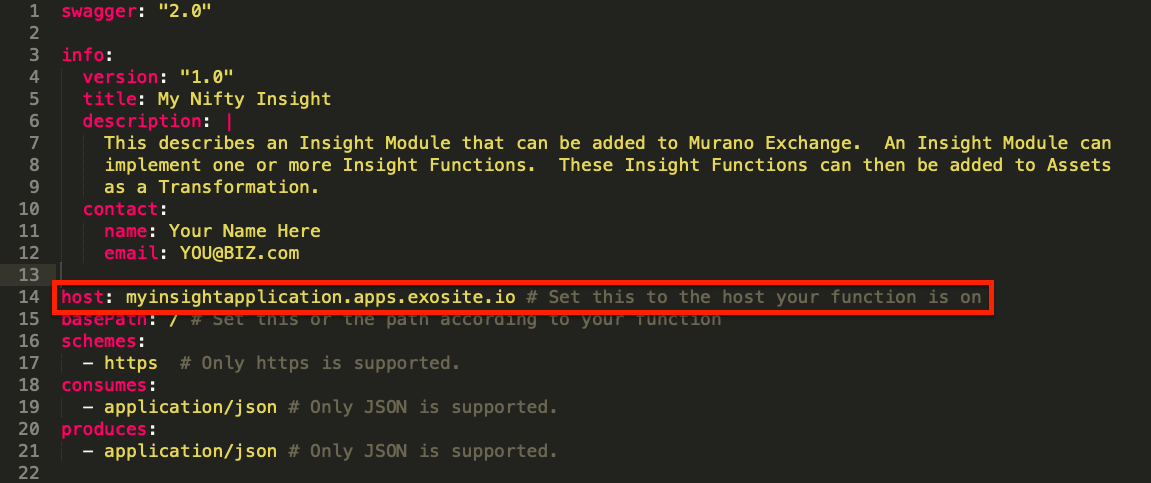 1 swagger: "2.0"
2
3 info:
4   version: "1.0"
5   title: My Nifty Insight
6   description: |
7     This describes an Insight Module that can be added to Murano Exchange.  An Insight Module can
8     implement one or more Insight Functions.  These Insight Functions can then be added to Assets
9     as a Transformation.
10   contact:
11     name: Your Name Here
12     email: YOU@BIZ.com
13
14 host: myinsightapplication.apps.exosite.io # Set this to the host your function is on
15 basePath: / # Set this or the path according to your function
16 schemes:
17   - https  # Only https is supported.
18 consumes:
19   - application/json # Only JSON is supported.
20 produces:
21   - application/json # Only JSON is supported.
22